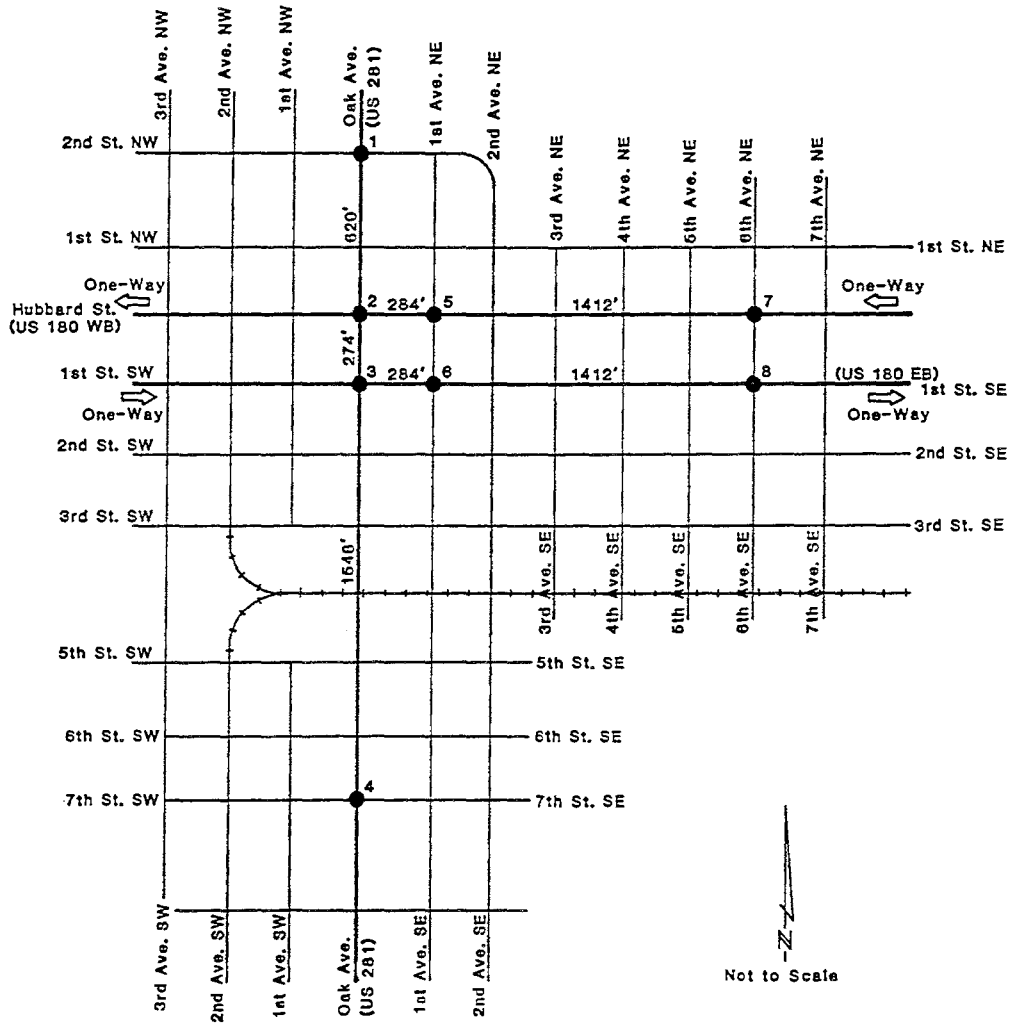 3rd Ave. NW
2nd Ave. NW
1st Ave. NW
Oak Ave.
(US 281)
1st Ave. NE
2nd Ave. NE
2nd St. NW
1
3rd Ave. NE
4th Ave. NE
5th Ave. NE
6th Ave. NE
7th Ave. NE
620'
1st St. NW
1st St. NE
One-Way
One-Way
Hubbard St.
(US 180 WB)
2
284'
5
1412'
7
274'
1st St. SW
3
284'
6
1412'
8
(US 180 EB)
1st St. SE
One-Way
One-Way
2nd St. SW
2nd St. SE
3rd St. SW
3rd St. SE
1548'
3rd Ave. SE
4th Ave. SE
5th Ave. SE
6th Ave. SE
7th Ave. SE
5th St. SW
5th St. SE
6th St. SW
6th St. SE
4
7th St. SW
7th St. SE
3rd Ave. SW
2nd Ave. SW
1st Ave. SW
Oak Ave.
(US 281)
1st Ave. SE
2nd Ave. SE
N
Not to Scale